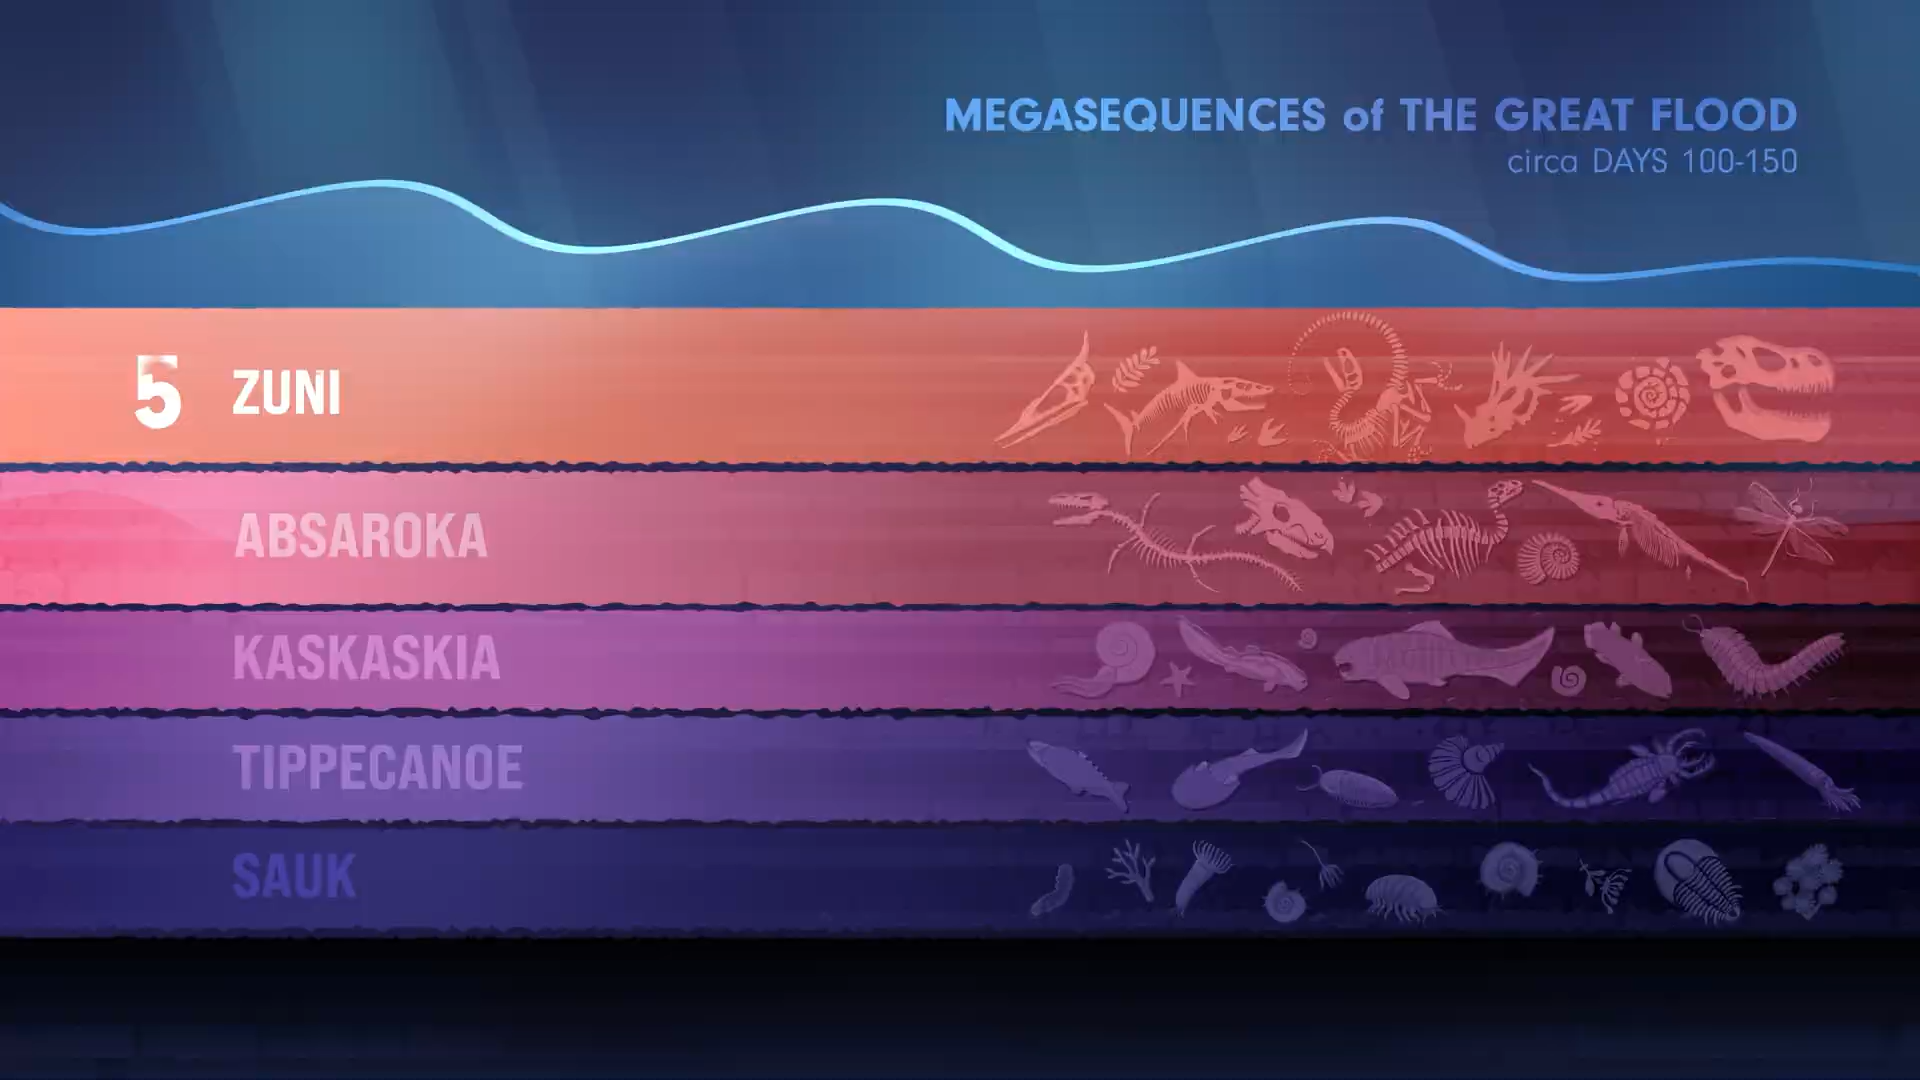 MEGASEQUENCES of THE GREAT FLOOD
circa DAYS 100-150
5 ZUNI
ABSAROKA
KASKASKIA
TIPPECANOE
SAUK